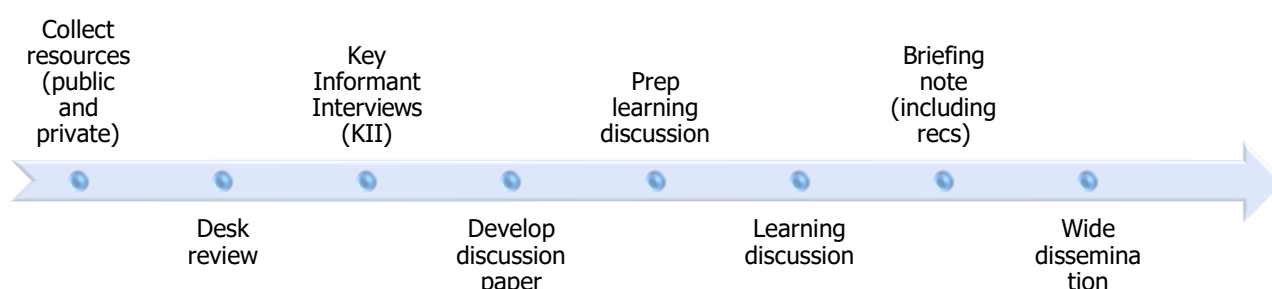 Collect
resources
(public
and
private)
Desk
review
Key
Informant
Interviews
(KII)
Develop
discussion
paper
Prep
learning
discussion
Learning
discussion
Briefing
note
(including
recs)
Wide
dissemina
tion